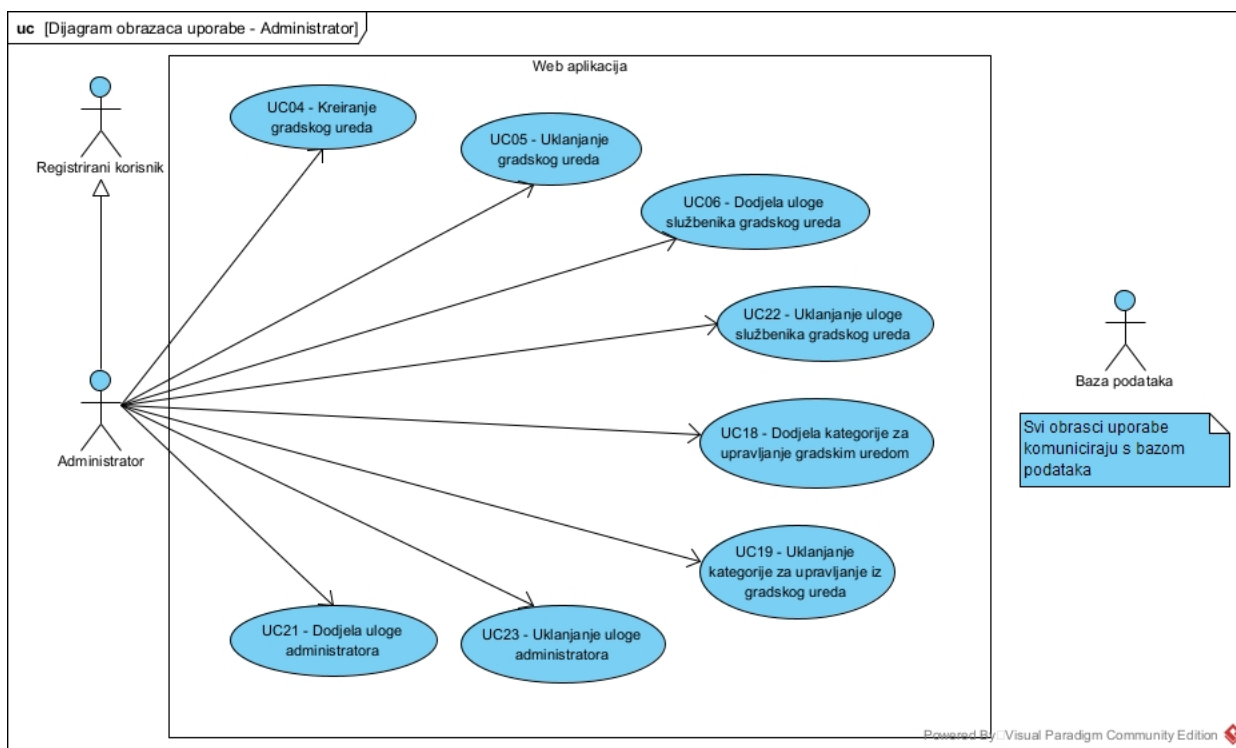 uc [Dijagram obrazaca uporabe - Administrator]
Web aplikacija
Registrirani korisnik
UC04 - Kreiranje
gradskog ureda
UC05 - Uklanjanje
gradskog ureda
UC06 - Dodjela uloge
službenika gradskog ureda
UC22 - Uklanjanje uloge
službenika gradskog ureda
Administrator
UC18 - Dodjela kategorije za
upravljanje gradskim uredom
UC19 - Uklanjanje
kategorije za upravljanje iz
gradskog ureda
UC21 - Dodjela uloge
administratora
UC23 - Uklanjanje uloge
administratora
Baza podataka
Svi obrasci uporabe
komuniciraju s bazom
podataka
Powered By Visual Paradigm Community Edition